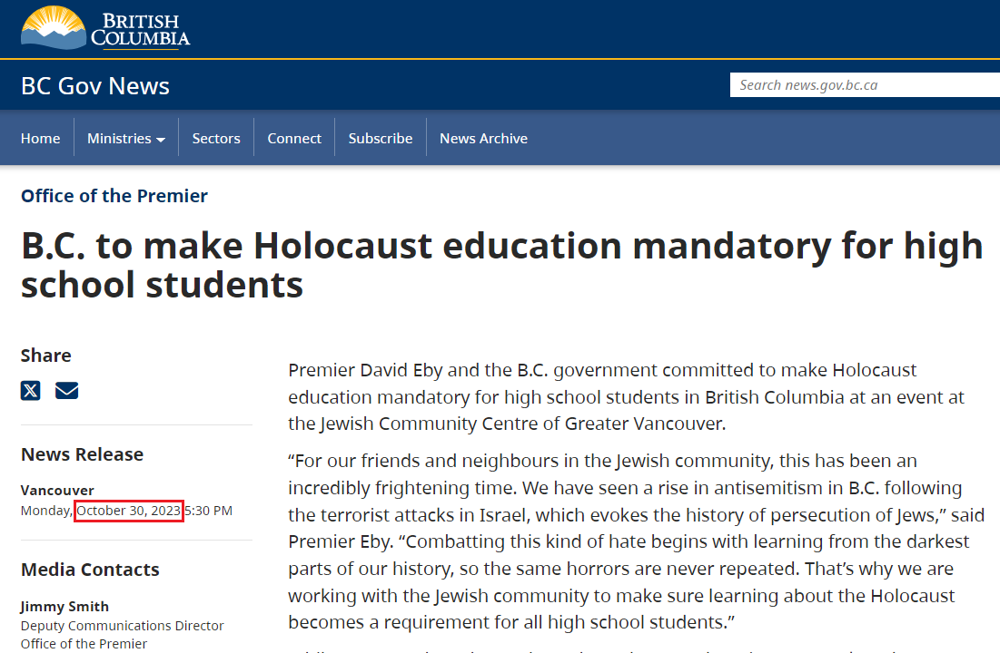 BRITISH
COLUMBIA
BC Gov News
Search news.gov.bc.ca
Home
Ministries
Sectors
Connect
Subscribe
News Archive
Office of the Premier
B.C. to make Holocaust education mandatory for high
school students
Share
News Release
Vancouver
Monday, October 30, 2023 5:30 PM
Media Contacts
Jimmy Smith
Deputy Communications Director
Office of the Premier
Premier David Eby and the B.C. government committed to make Holocaust
education mandatory for high school students in British Columbia at an event at
the Jewish Community Centre of Greater Vancouver.
“For our friends and neighbours in the Jewish community, this has been an
incredibly frightening time. We have seen a rise in antisemitism in B.C. following
the terrorist attacks in Israel, which evokes the history of persecution of Jews,” said
Premier Eby. “Combatting this kind of hate begins with learning from the darkest
parts of our history, so the same horrors are never repeated. That’s why we are
working with the Jewish community to make sure learning about the Holocaust
becomes a requirement for all high school students.”